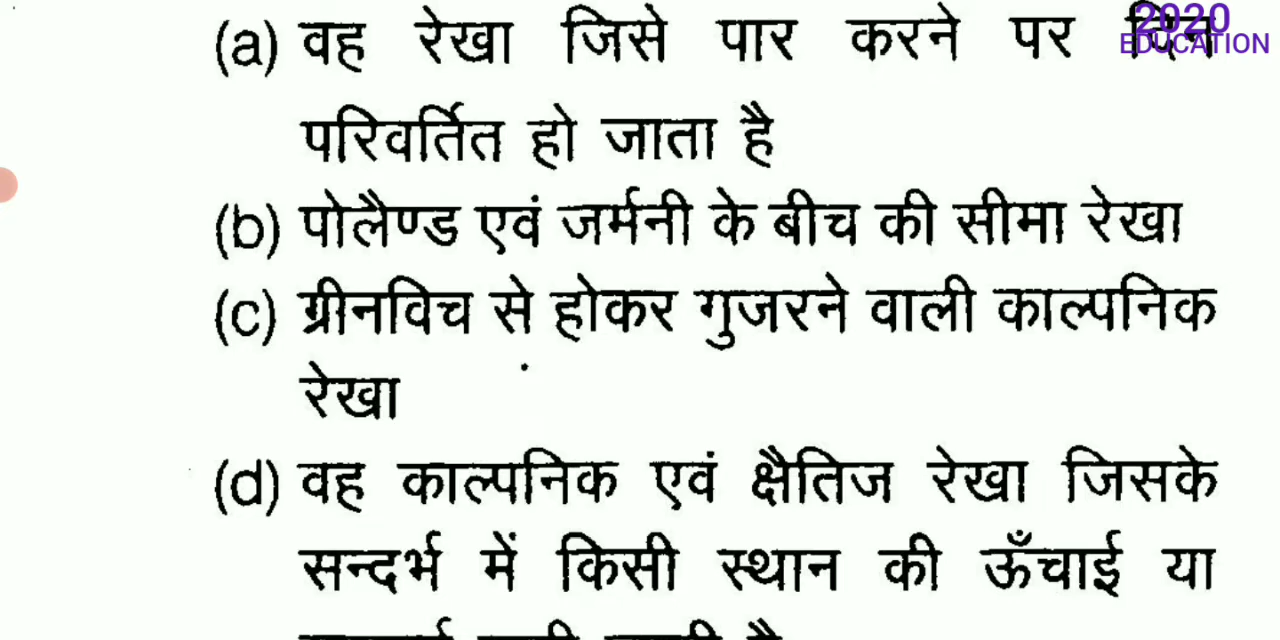 2020
EDUCATION
(a) वह रेखा जिसे पार करने पर दिन
परिवर्तित हो जाता है
(b) पोलैण्ड एवं जर्मनी के बीच की सीमा रेखा
(c) ग्रीनविच से होकर गुजरने वाली काल्पनिक
रेखा
(d) वह काल्पनिक एवं क्षैतिज रेखा जिसके
सन्दर्भ में किसी स्थान की ऊँचाई या